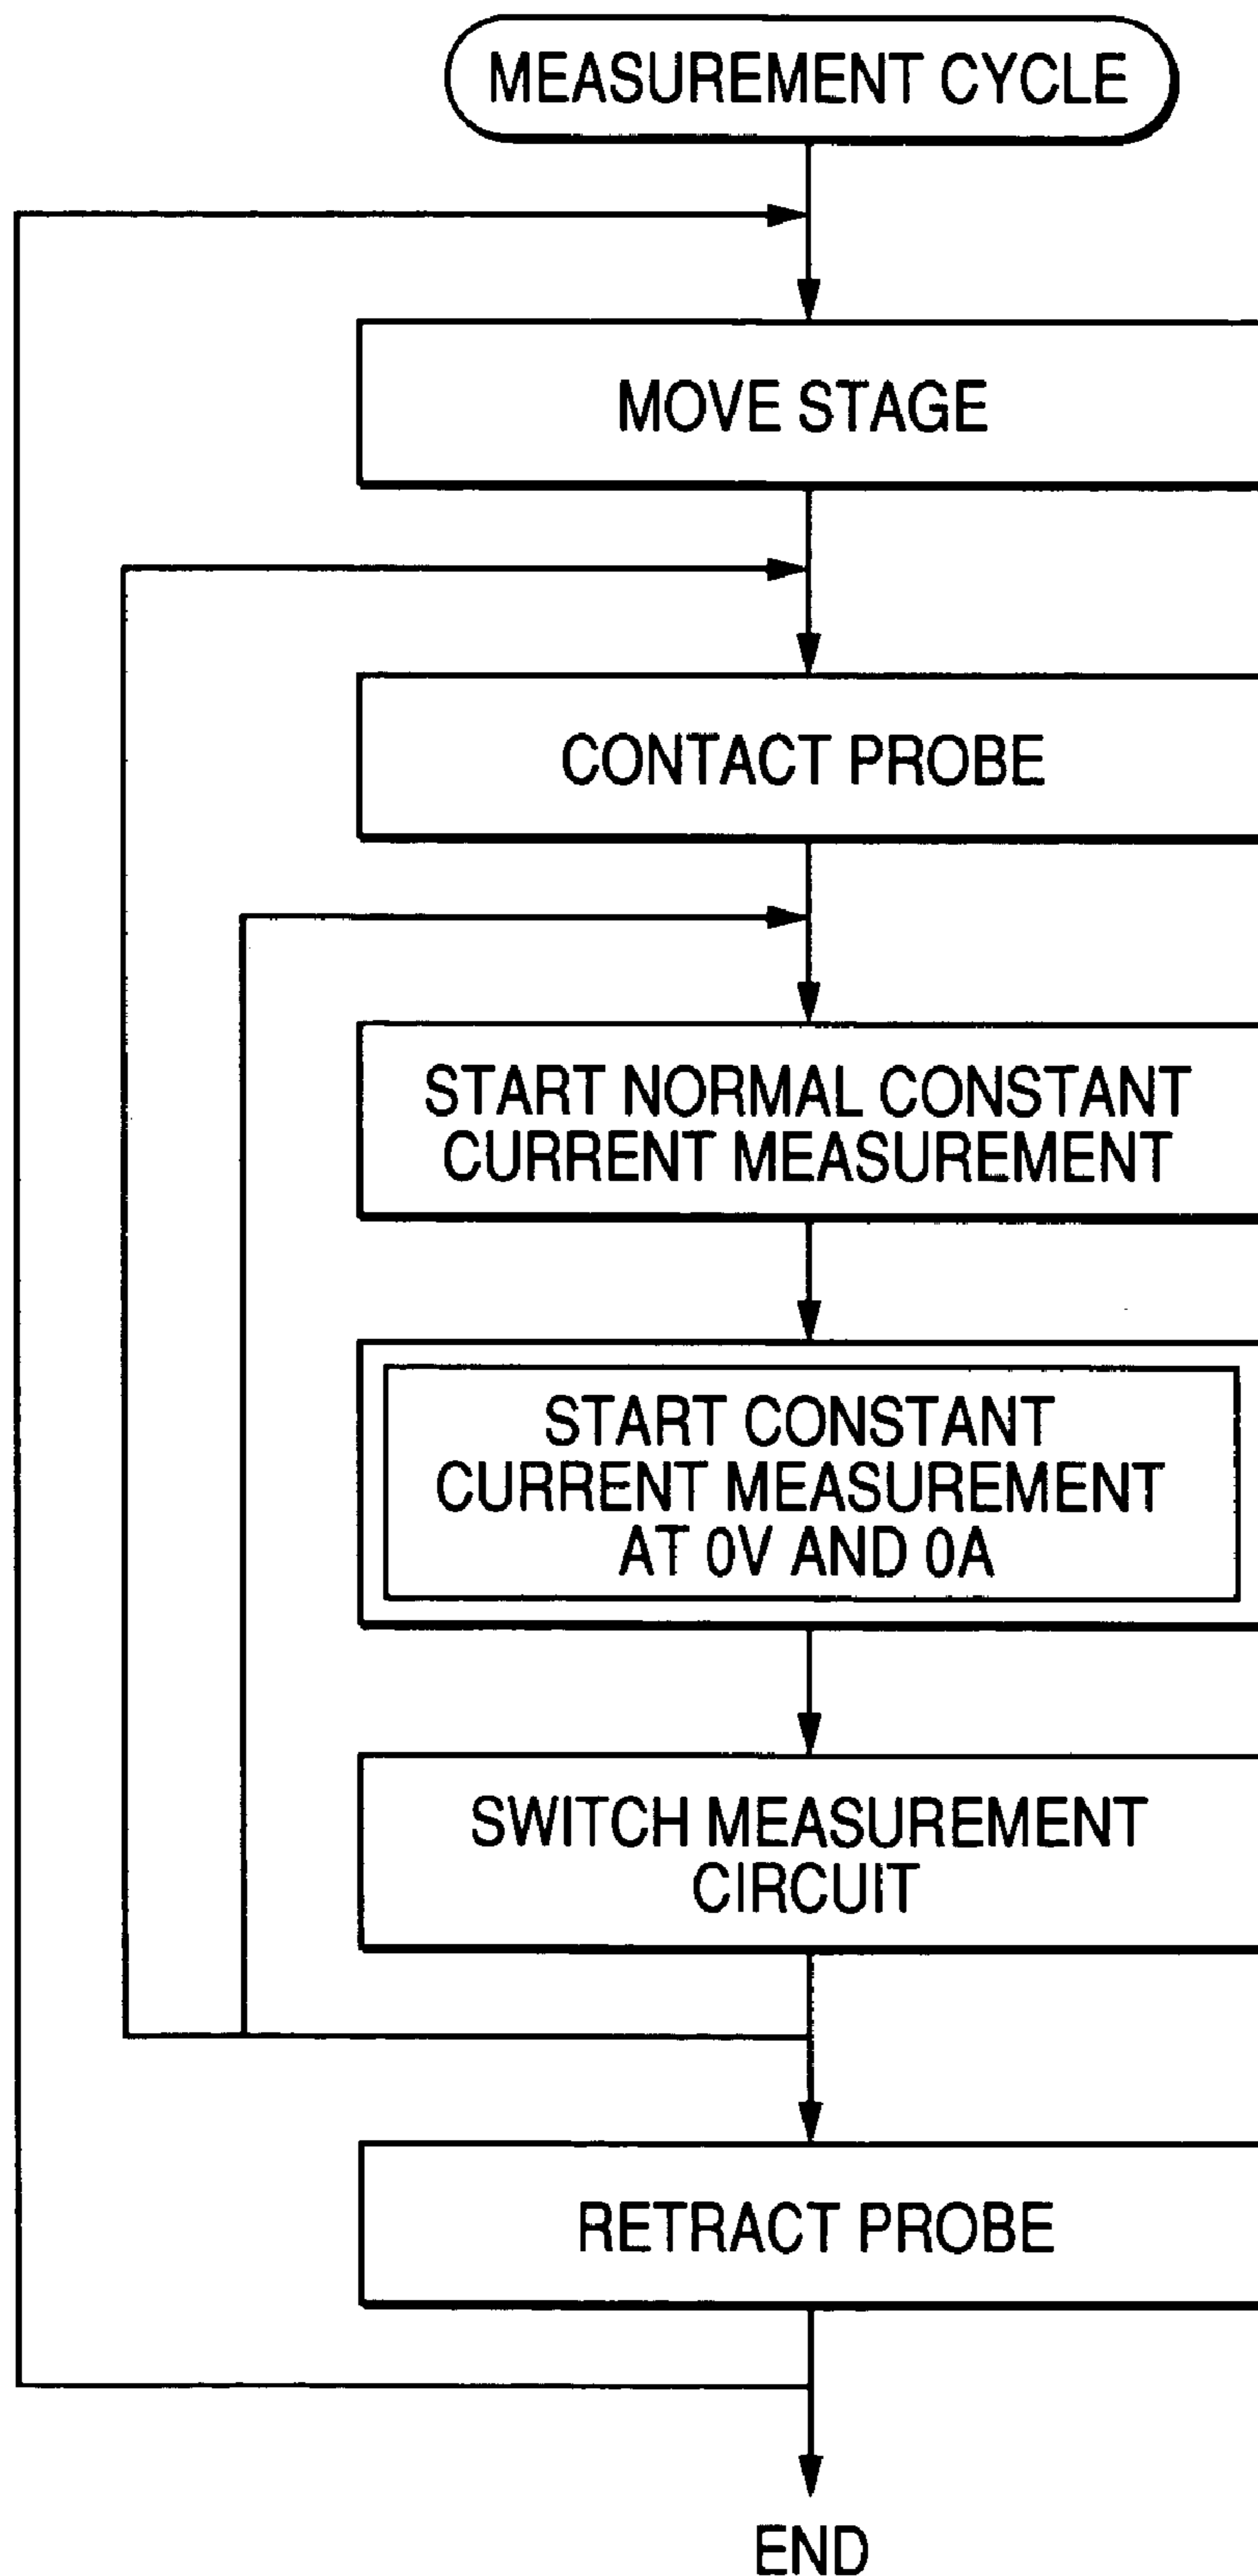 MEASUREMENT CYCLE
MOVE STAGE
CONTACT PROBE
START NORMAL CONSTANT
CURRENT MEASUREMENT
START CONSTANT
CURRENT MEASUREMENT
AT 0V AND 0A
SWITCH MEASUREMENT
CIRCUIT
RETRACT PROBE
END